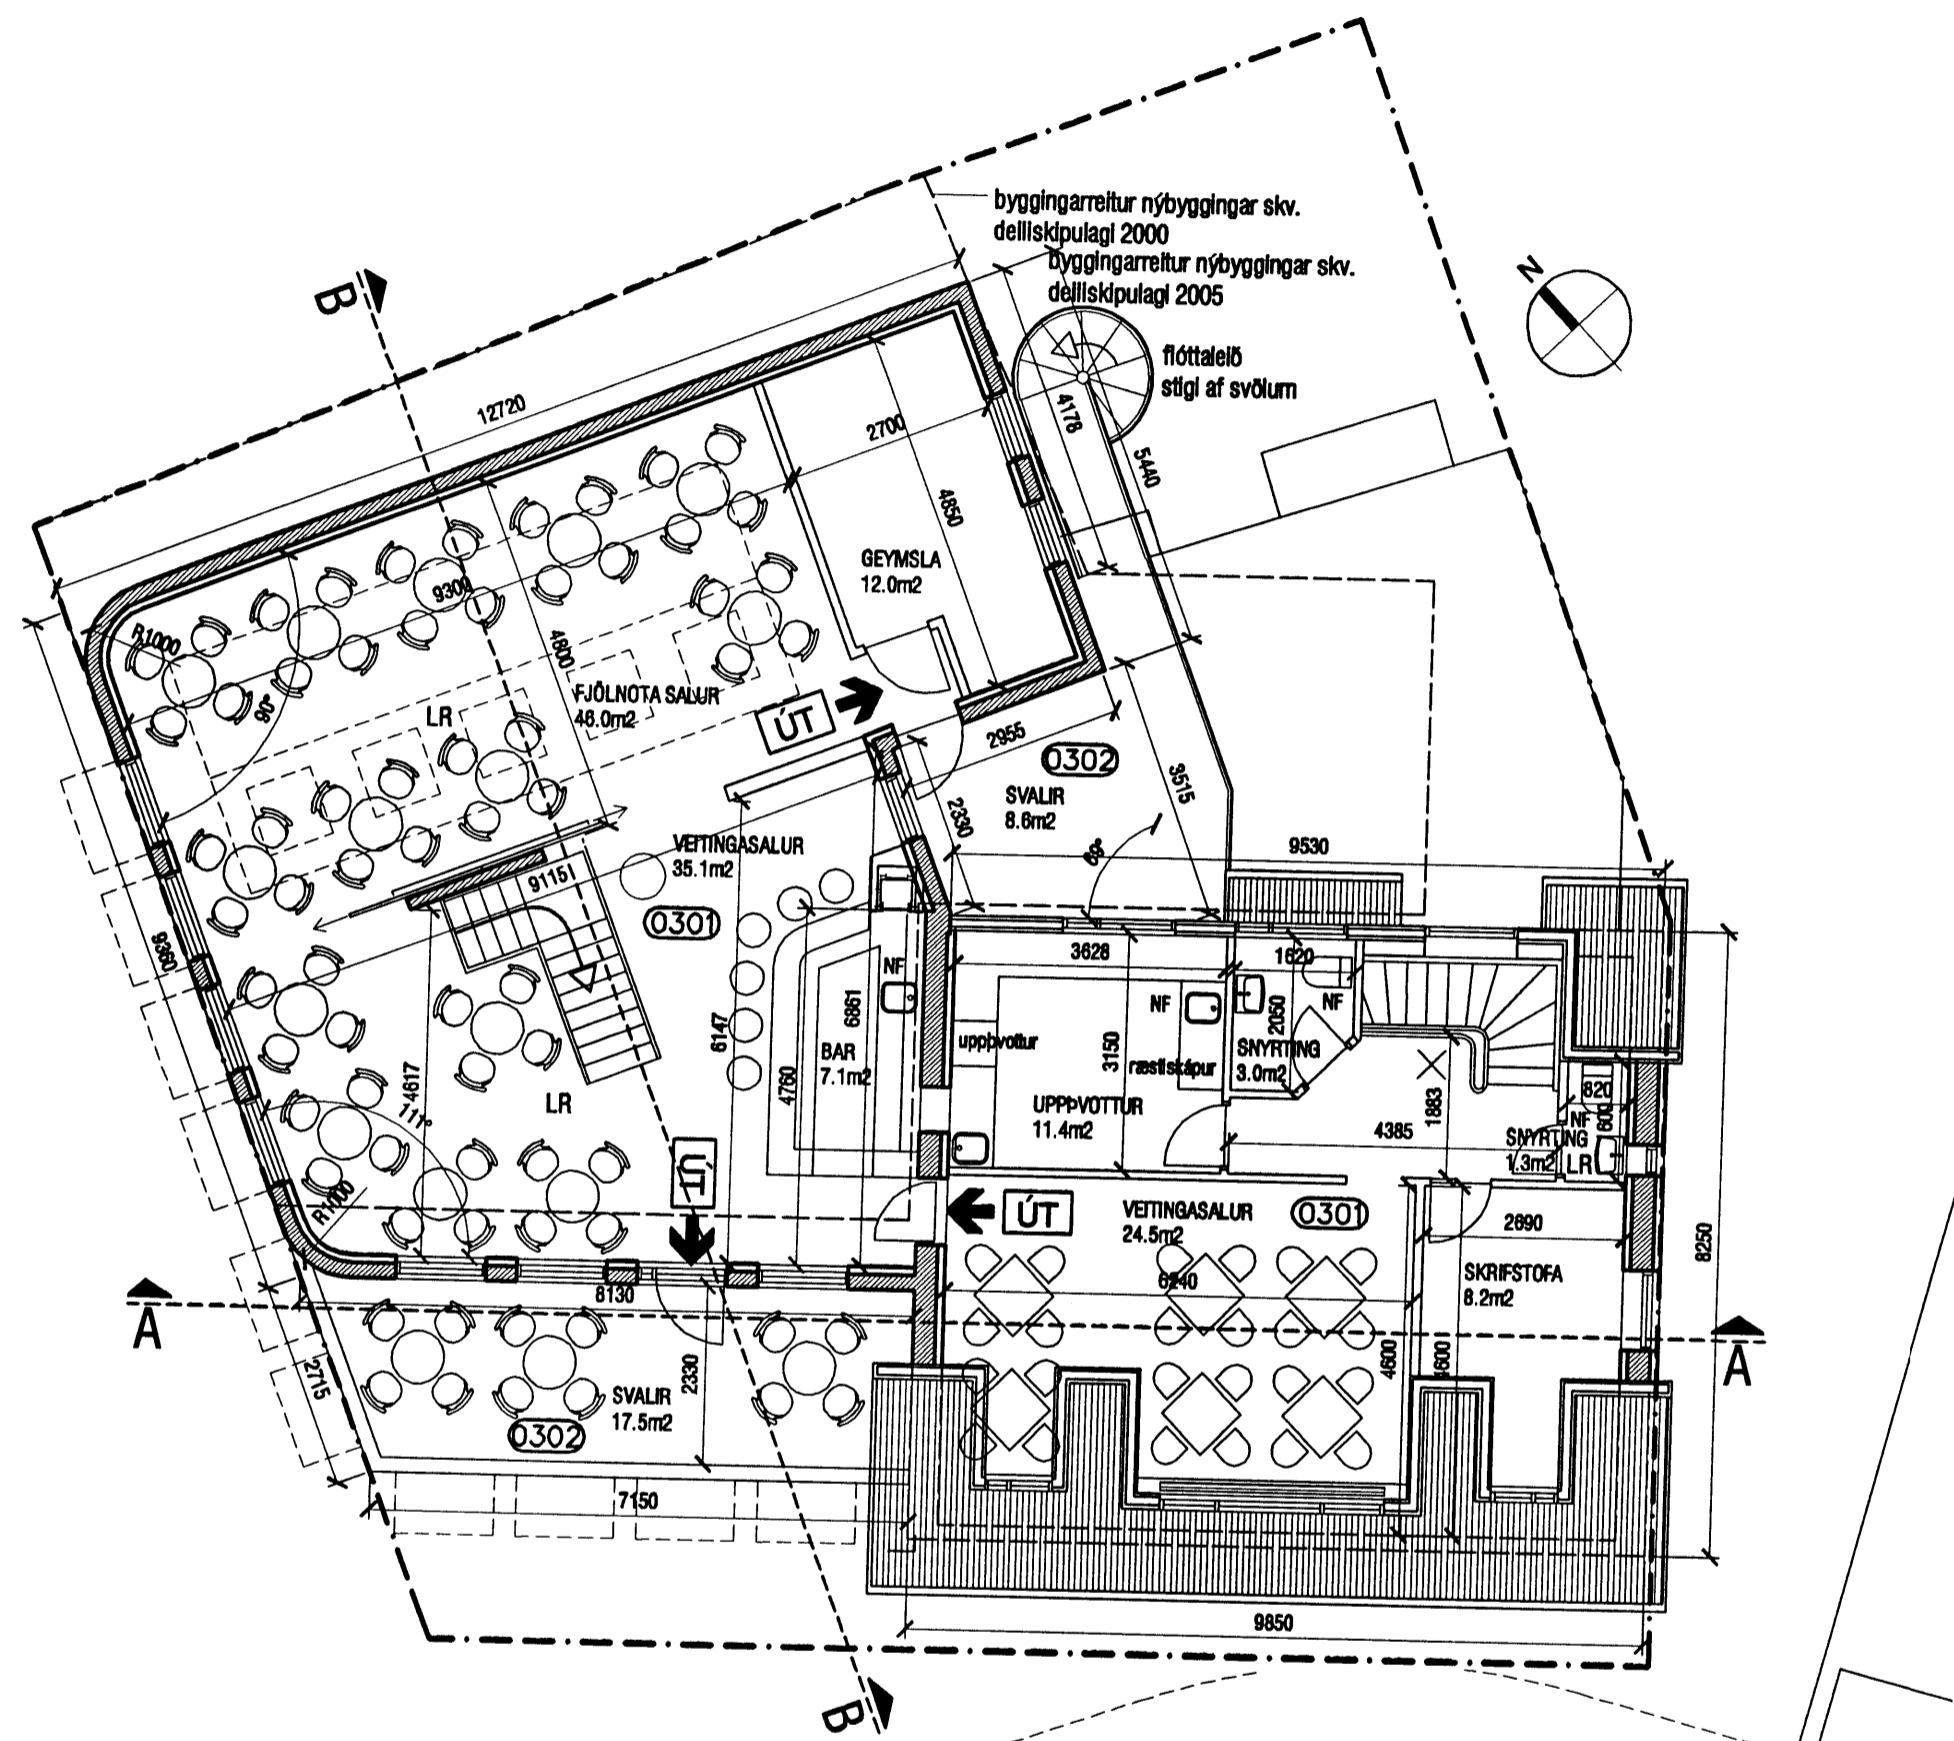 byggingarreitur nýbyggingar skv.
deiliskipulagi 2000
byggingarreitur nýbyggingar skv.
deiliskipulagi 2005
N
B
flóttaleið
stigi af svölum
12720
2700
4178
5440
4850
GEYMSLA
12.0m2
9300
R1000
4800
90°
FJÖLNOTA SALUR
46.0m2
LR
ÚT
2955
0302
SVALIR
8.6m2
3515
2330
69°
9530
VEITINGASALUR
35.1m2
9115
0301
9360
3628
1620
NF
NF
NF
2050
6861
6147
uppþvottur
3150
ræstiskápur
SNYRTING
3.0m2
BAR
7.1m2
4760
4617
111°
LR
UPPÞVOTTUR
11.4m2
1883
4385
820
600
NF
SNYRTING
1.3m2
LR
ÚT
ÚT
R1000
VEITINGASALUR
24.5m2
0301
2690
8250
SKRIFSTOFA
8.2m2
6240
8130
A
A
2715
2330
4600
4600
SVALIR
17.5m2
0302
7150
9850
B